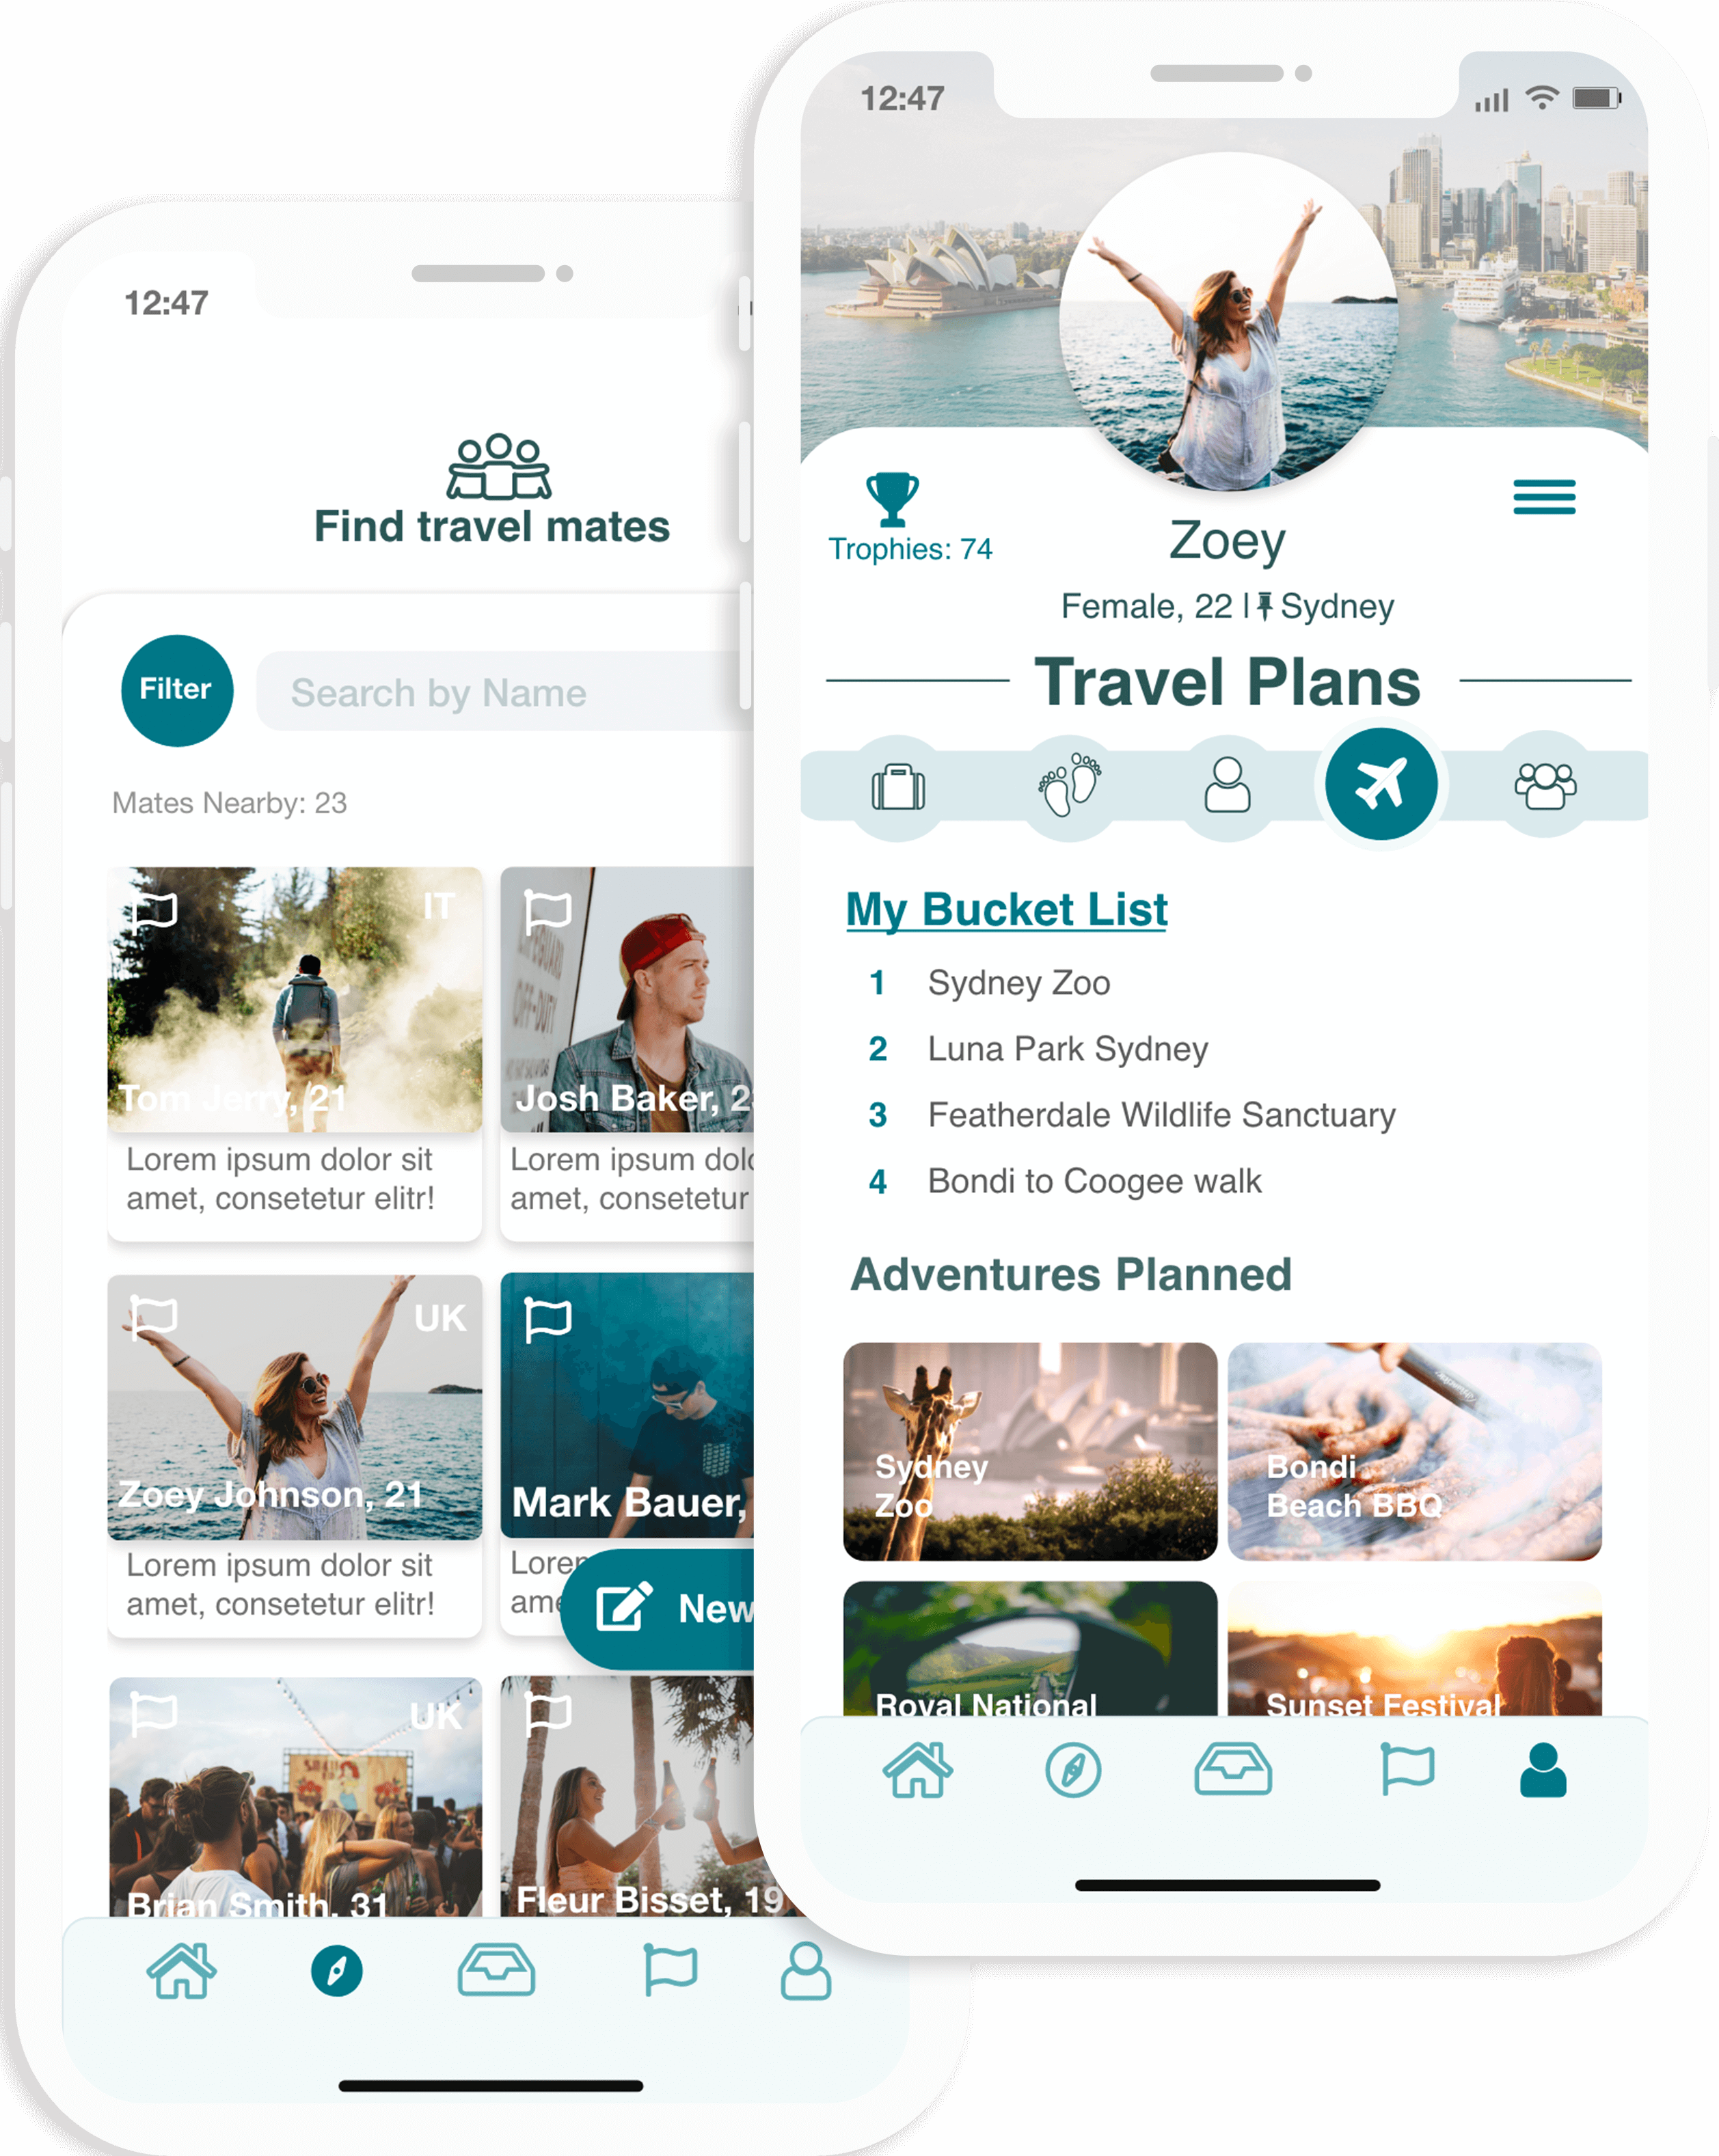 12:47
Find travel mates
Filter
Search by Name
Mates Nearby: 23
IT
Tom Jerry, 21
Lorem ipsum dolor sit
amet, consetetur elitr!
Josh Baker, 2
Lorem ipsum dolo
amet, consetetur
UK
Zoey Johnson, 21
Lorem ipsum dolor sit
amet, consetetur elitr!
Mark Bauer,
Lorem
ame
New
UK
Brian Smith, 31
Fleur Bisset, 19
12:47
Trophies: 74
Zoey
Female, 22 | Sydney
Travel Plans
My Bucket List
1 Sydney Zoo
2 Luna Park Sydney
3 Featherdale Wildlife Sanctuary
4 Bondi to Coogee walk
Adventures Planned
Sydney
Zoo
Bondi
Beach BBQ
Royal National
Sunset Festival